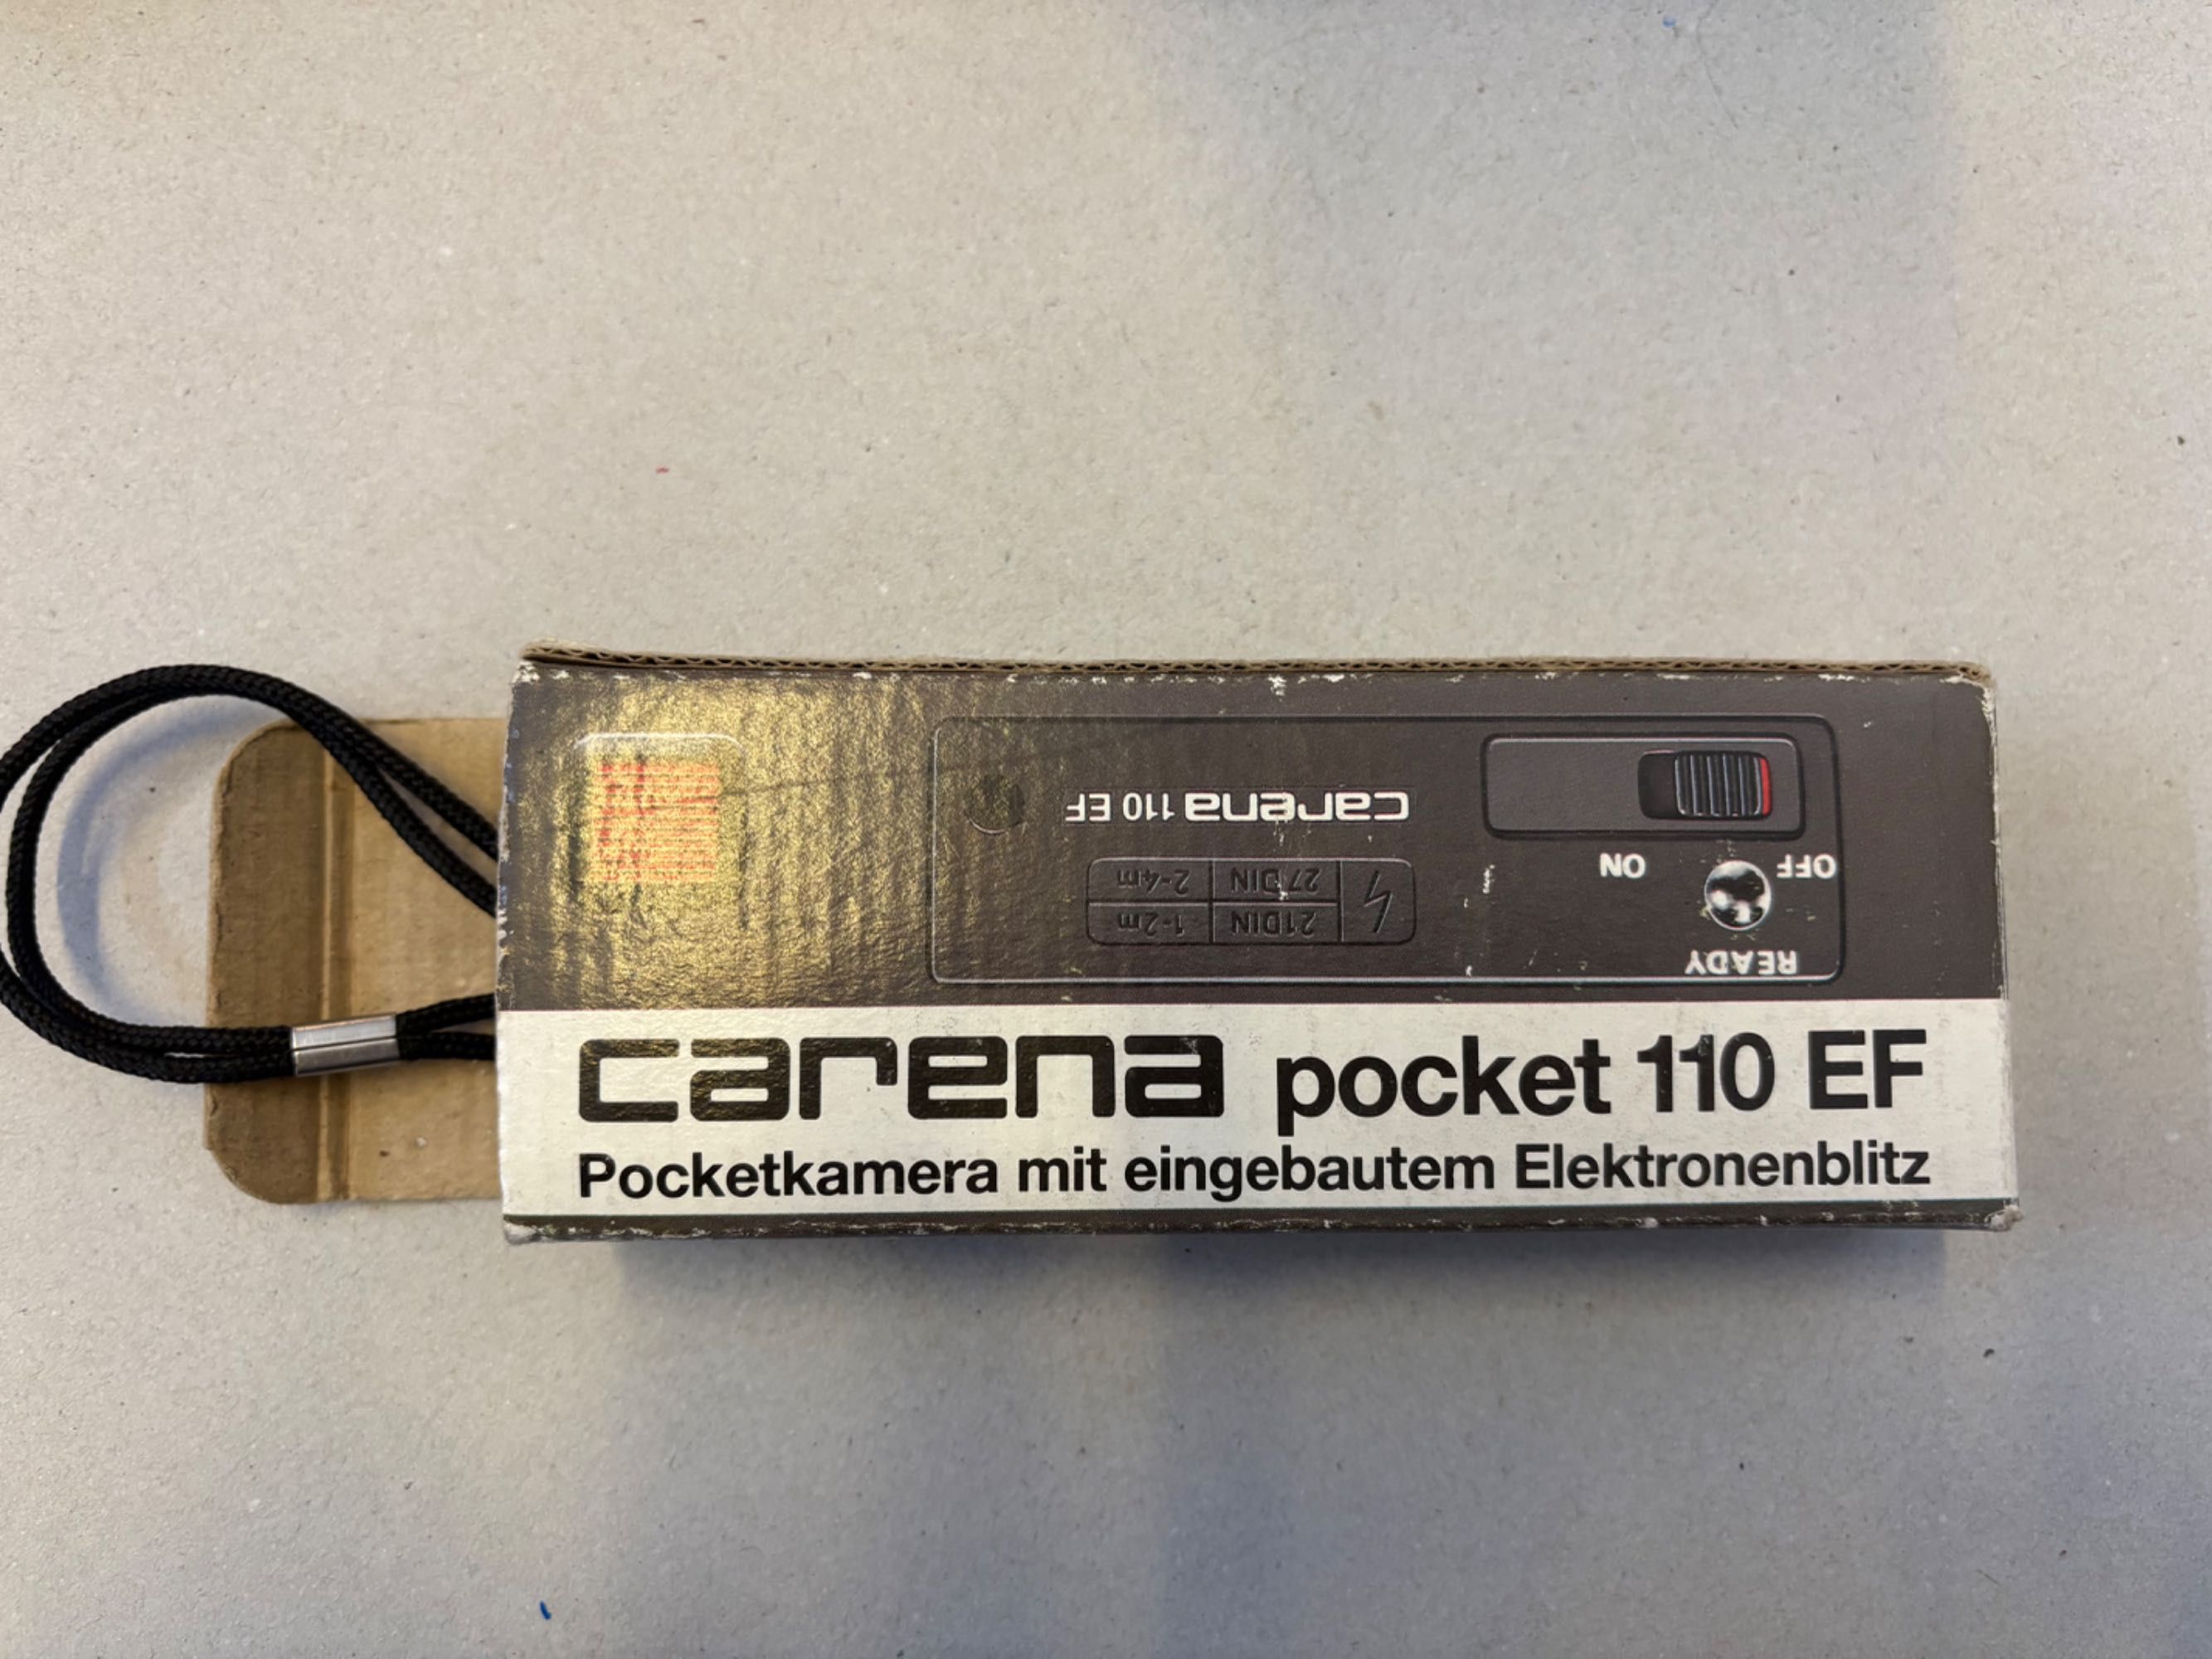 carena 110 EF
OFF
ON
21DIN 1-2m
27DIN 2-4m
READY
carena pocket 110 EF
Pocketkamera mit eingebautem Elektronenblitz